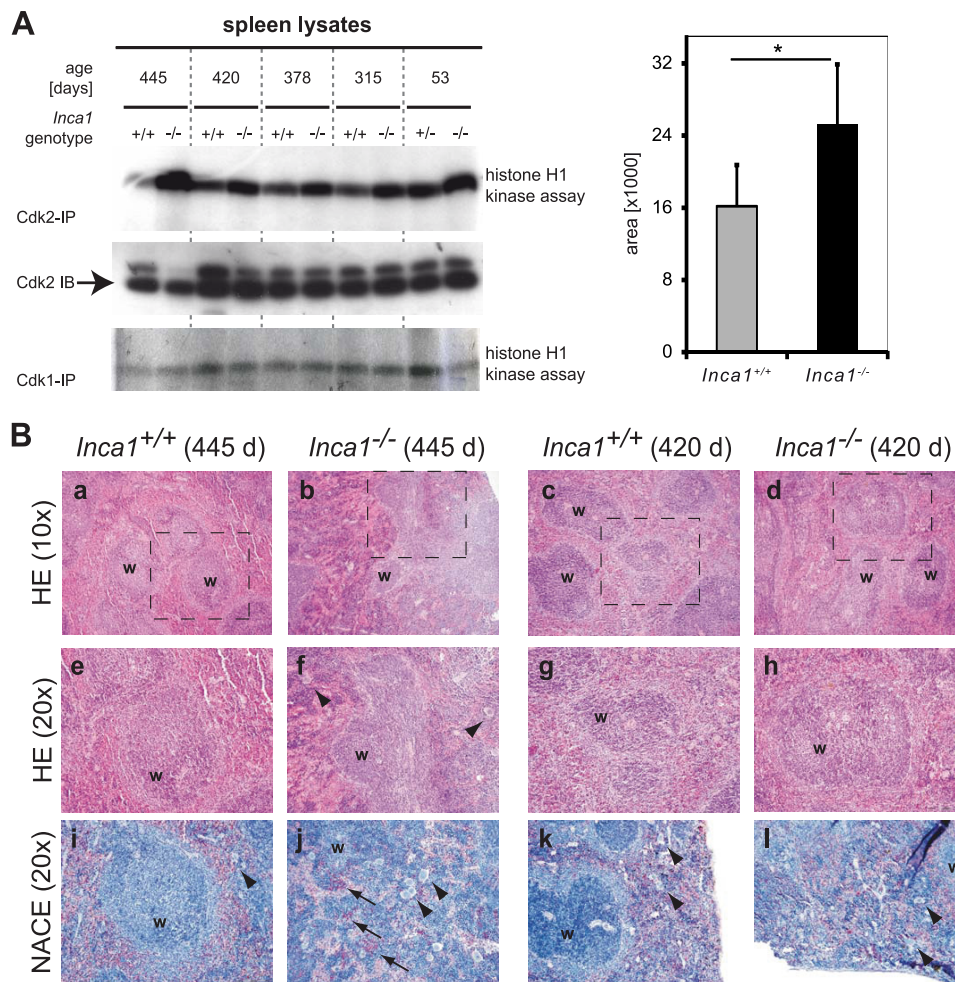 A
spleen lysates
age
[days]
445 420 378 315 53
Inca1
genotype
+/+ -/- +/+ -/- +/+ -/- +/+ -/- +/- -/-
histone H1
kinase assay
Cdk2-IP
Cdk2 IB
histone H1
kinase assay
Cdk1-IP
*
area [x1000]
32
24
16
8
0
Inca1+/+ Inca1-/-
B
Inca1+/+ (445 d) Inca1-/- (445 d) Inca1+/+ (420 d) Inca1-/- (420 d)
HE (10x)
a b c d
w w w w w w w
HE (20x)
e f g h
w w w w
NACE (20x)
i j k l
w w w w